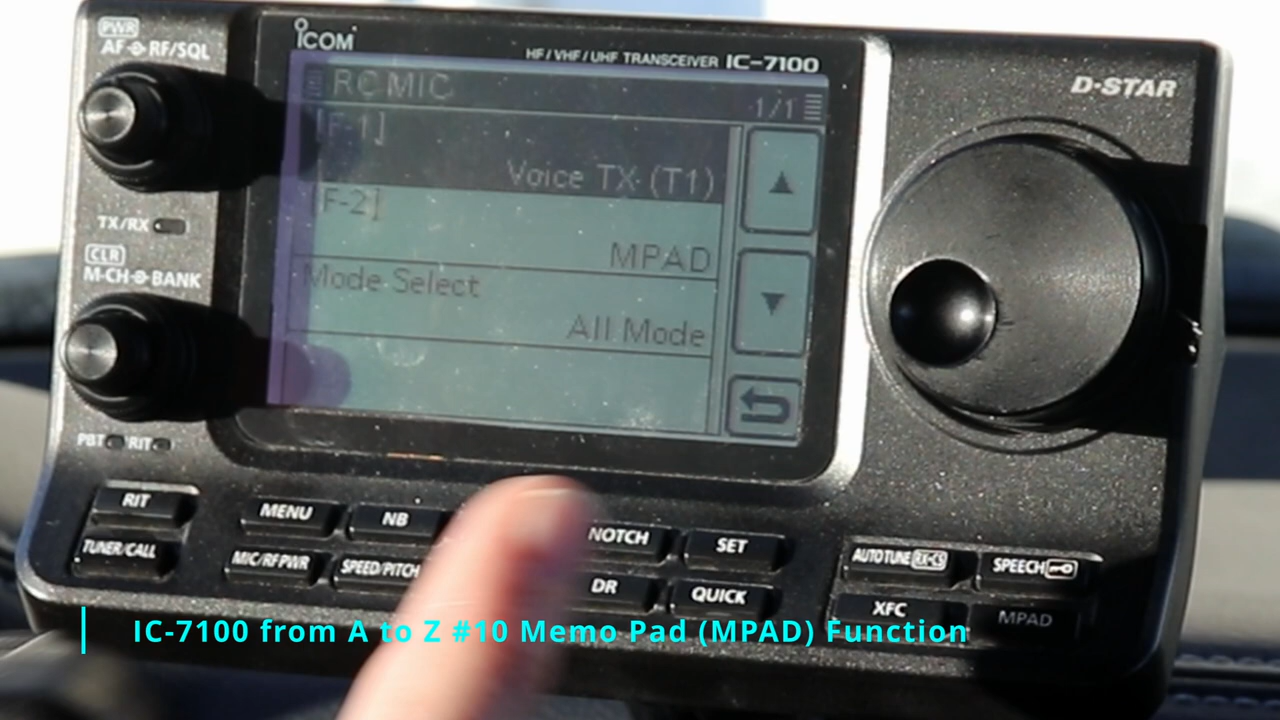 PWR
AF RF/SQL
ICOM
HF/VHF/UHF TRANSCEIVER IC-7100
D-STAR
RC MIC
1/1
[F-1]
Voice TX (T1)
[F-2]
MPAD
Mode Select
All Mode
TX/RX
CLR
M-CH BANK
PBT RIT
RIT
MENU
NB
NOTCH
SET
AUTOTUNE RX-CS
SPEECH
TUNER/CALL
MIC/RF PWR
SPEED/PITCH
DR
QUICK
XFC
MPAD
IC-7100 from A to Z #10 Memo Pad (MPAD) Function